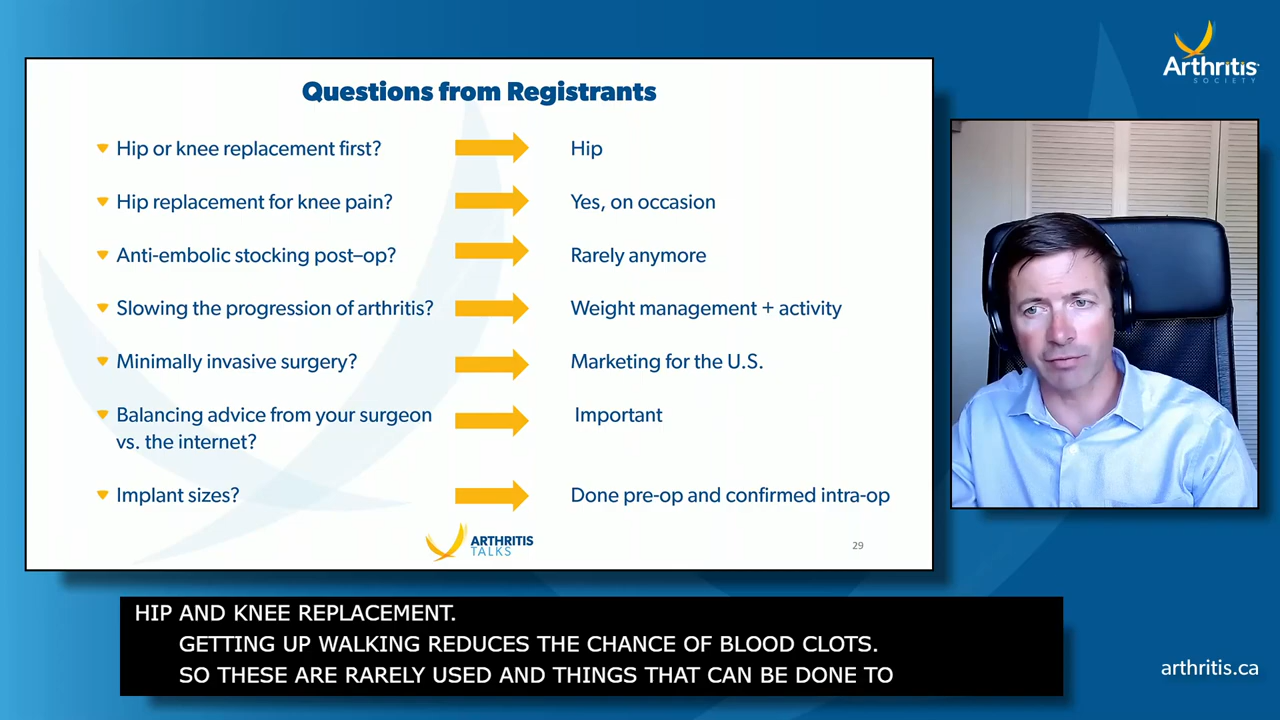 Arthritis
SOCIETY
Questions from Registrants
Hip or knee replacement first?
Hip
Hip replacement for knee pain?
Yes, on occasion
Anti-embolic stocking post–op?
Rarely anymore
Slowing the progression of arthritis?
Weight management + activity
Minimally invasive surgery?
Marketing for the U.S.
Balancing advice from your surgeon
vs. the internet?
Important
Implant sizes?
Done pre-op and confirmed intra-op
ARTHRITIS
TALKS
29
HIP AND KNEE REPLACEMENT.
GETTING UP WALKING REDUCES THE CHANCE OF BLOOD CLOTS.
SO THESE ARE RARELY USED AND THINGS THAT CAN BE DONE TO
arthritis.ca